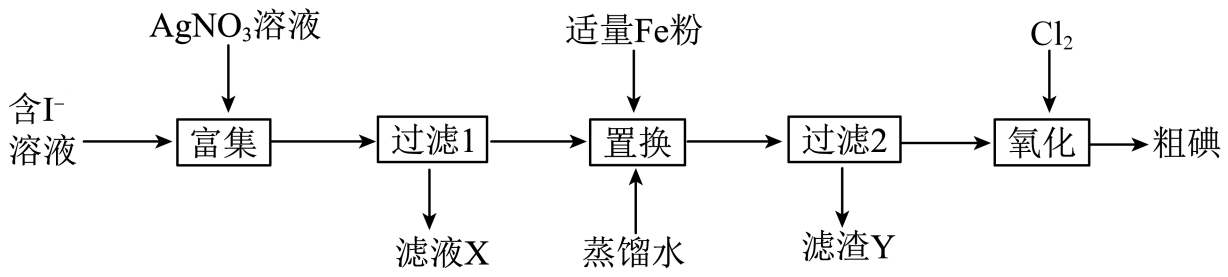 AgNO₃溶液
适量Fe粉
Cl₂
含I⁻
溶液
富集
过滤1
置换
过滤2
氧化
粗碘
滤液X
蒸馏水
滤渣Y